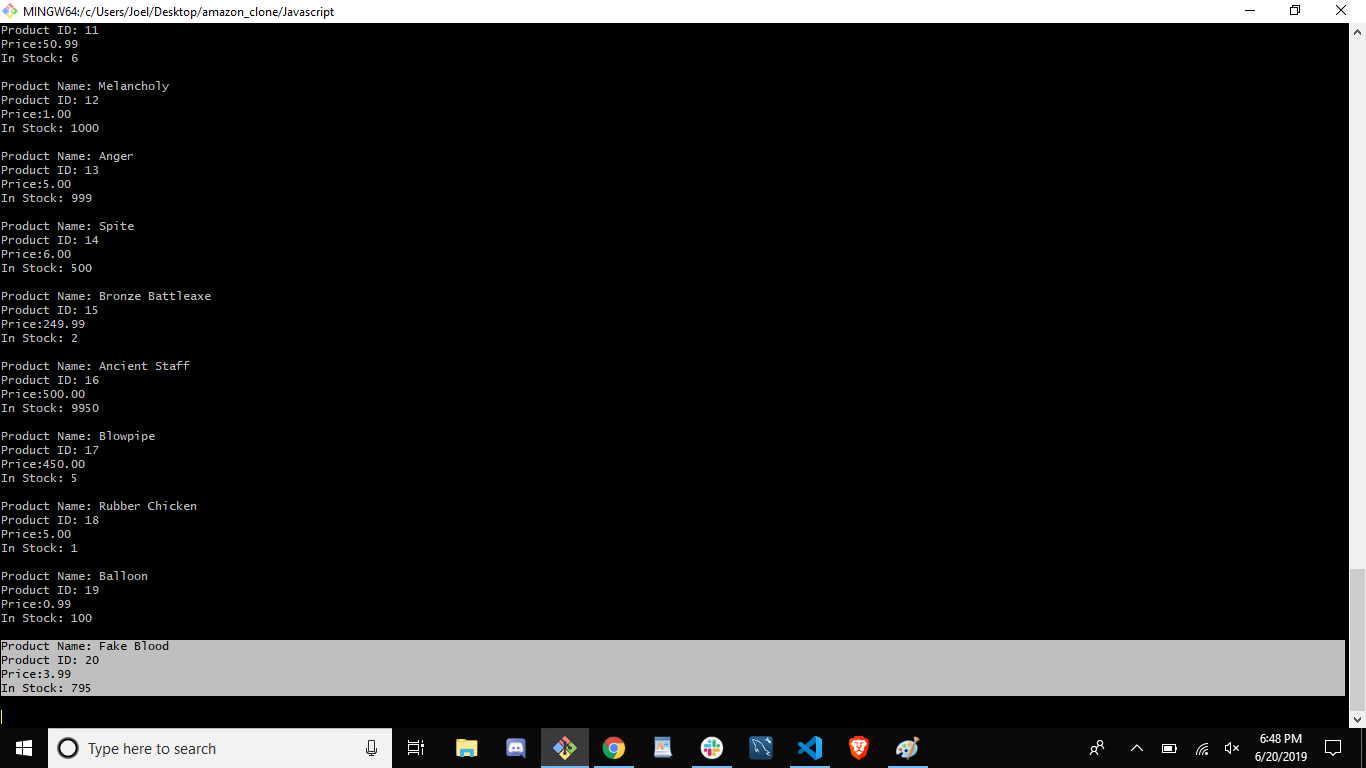 MINGW64:/c/Users/Joel/Desktop/amazon_clone/Javascript
Product ID: 11
Price:50.99
In Stock: 6
Product Name: Melancholy
Product ID: 12
Price:1.00
In Stock: 1000
Product Name: Anger
Product ID: 13
Price:5.00
In Stock: 999
Product Name: Spite
Product ID: 14
Price:6.00
In Stock: 500
Product Name: Bronze Battleaxe
Product ID: 15
Price:249.99
In Stock: 2
Product Name: Ancient Staff
Product ID: 16
Price:500.00
In Stock: 9950
Product Name: Blowpipe
Product ID: 17
Price:450.00
In Stock: 5
Product Name: Rubber Chicken
Product ID: 18
Price:5.00
In Stock: 1
Product Name: Balloon
Product ID: 19
Price:0.99
In Stock: 100
Product Name: Fake Blood
Product ID: 20
Price:3.99
In Stock: 795
Type here to search
6:48 PM
6/20/2019